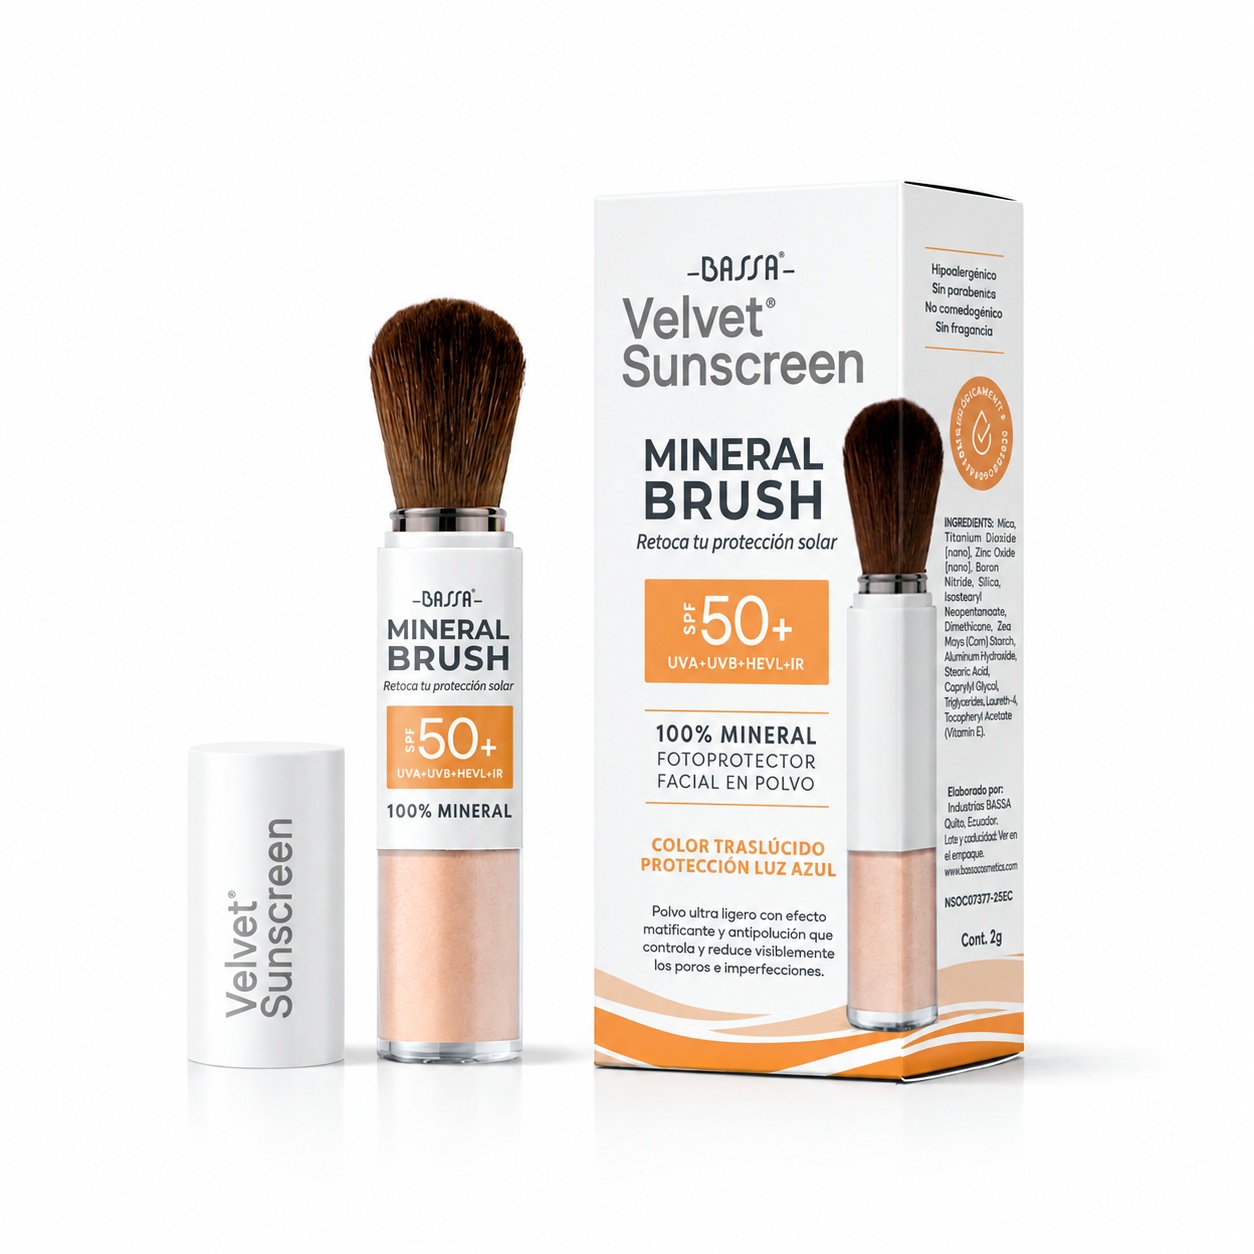 Velvet®
Sunscreen
-BASSA®-
MINERAL
BRUSH
Retoca tu protección solar
SPF 50+
UVA+UVB+HEVL+IR
100% MINERAL
-BASSA®-
Velvet®
Sunscreen
MINERAL
BRUSH
Retoca tu protección solar
SPF 50+
UVA+UVB+HEVL+IR
100% MINERAL
FOTOPROTECTOR
FACIAL EN POLVO
COLOR TRASLÚCIDO
PROTECCIÓN LUZ AZUL
Polvo ultra ligero con efecto
matificante y antipolución que
controla y reduce visiblemente
los poros e imperfecciones.
Hipoalergénico
Sin parabenics
No comedogénico
Sin fragancia
INGREDIENTS: Mica,
Titanium Dioxide
[nano], Zinc Oxide
[nano], Boron
Nitride, Silica,
Isostearyl
Neopentanoate,
Dimethicone, Zea
Mays (Corn) Starch,
Aluminum Hydroxide,
Stearic Acid,
Caprylyl Glycol,
Triglycerides, Laureth-4,
Tocopheryl Acetate
(Vitamin E).
Elaborado por:
Industrias BASSA
Quito, Ecuador.
Lote y caducidad: Ver en
el empaque.
www.bassacosmetics.com
NSOC07377-25EC
Cont. 2g